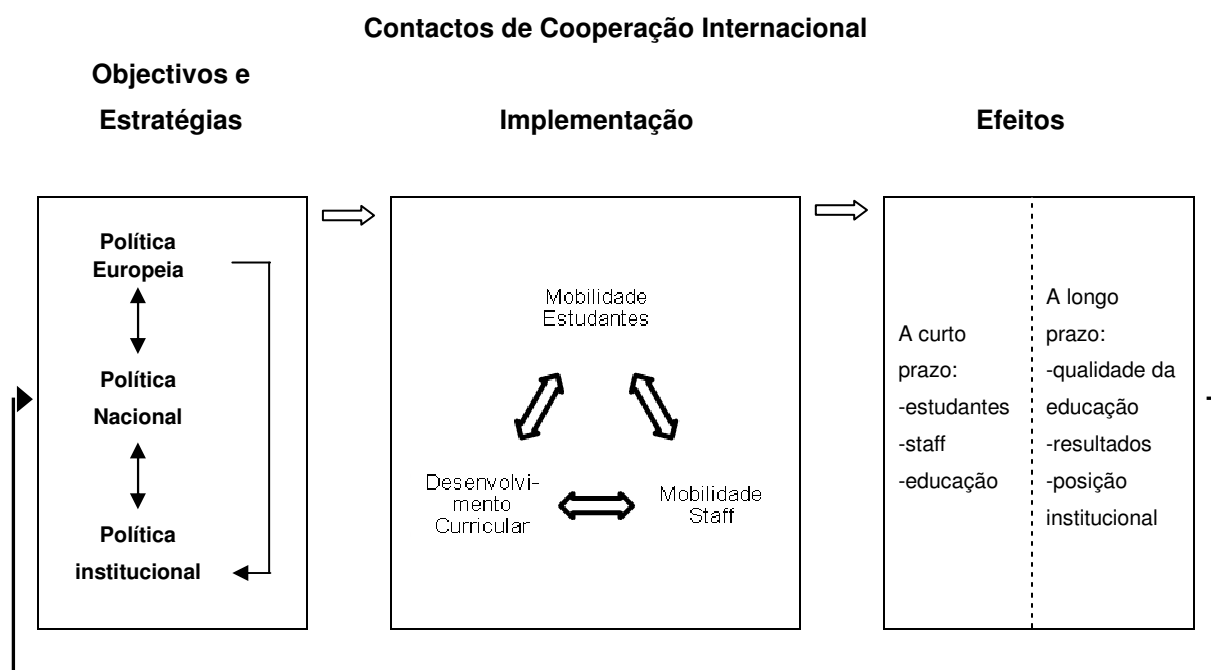 Contactos de Cooperação Internacional
Objectivos e
Estratégias
Implementação
Efeitos
Política
Europeia
Política
Nacional
Política
institucional
Mobilidade
Estudantes
Desenvolvi-
mento
Curricular
Mobilidade
Staff
A curto
prazo:
-estudantes
-staff
-educação
A longo
prazo:
-qualidade da
educação
-resultados
-posição
institucional